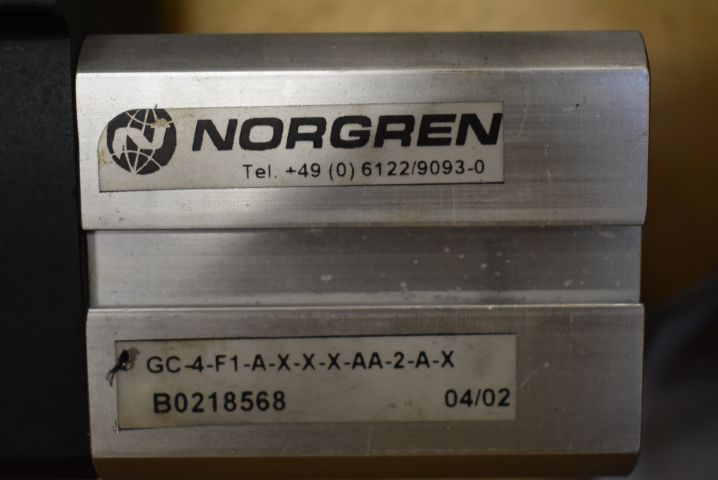 NORGREN
Tel. +49 (0) 6122/9093-0
GC-4-F1-A-X-X-X-AA-2-A-X
B0218568 04/02